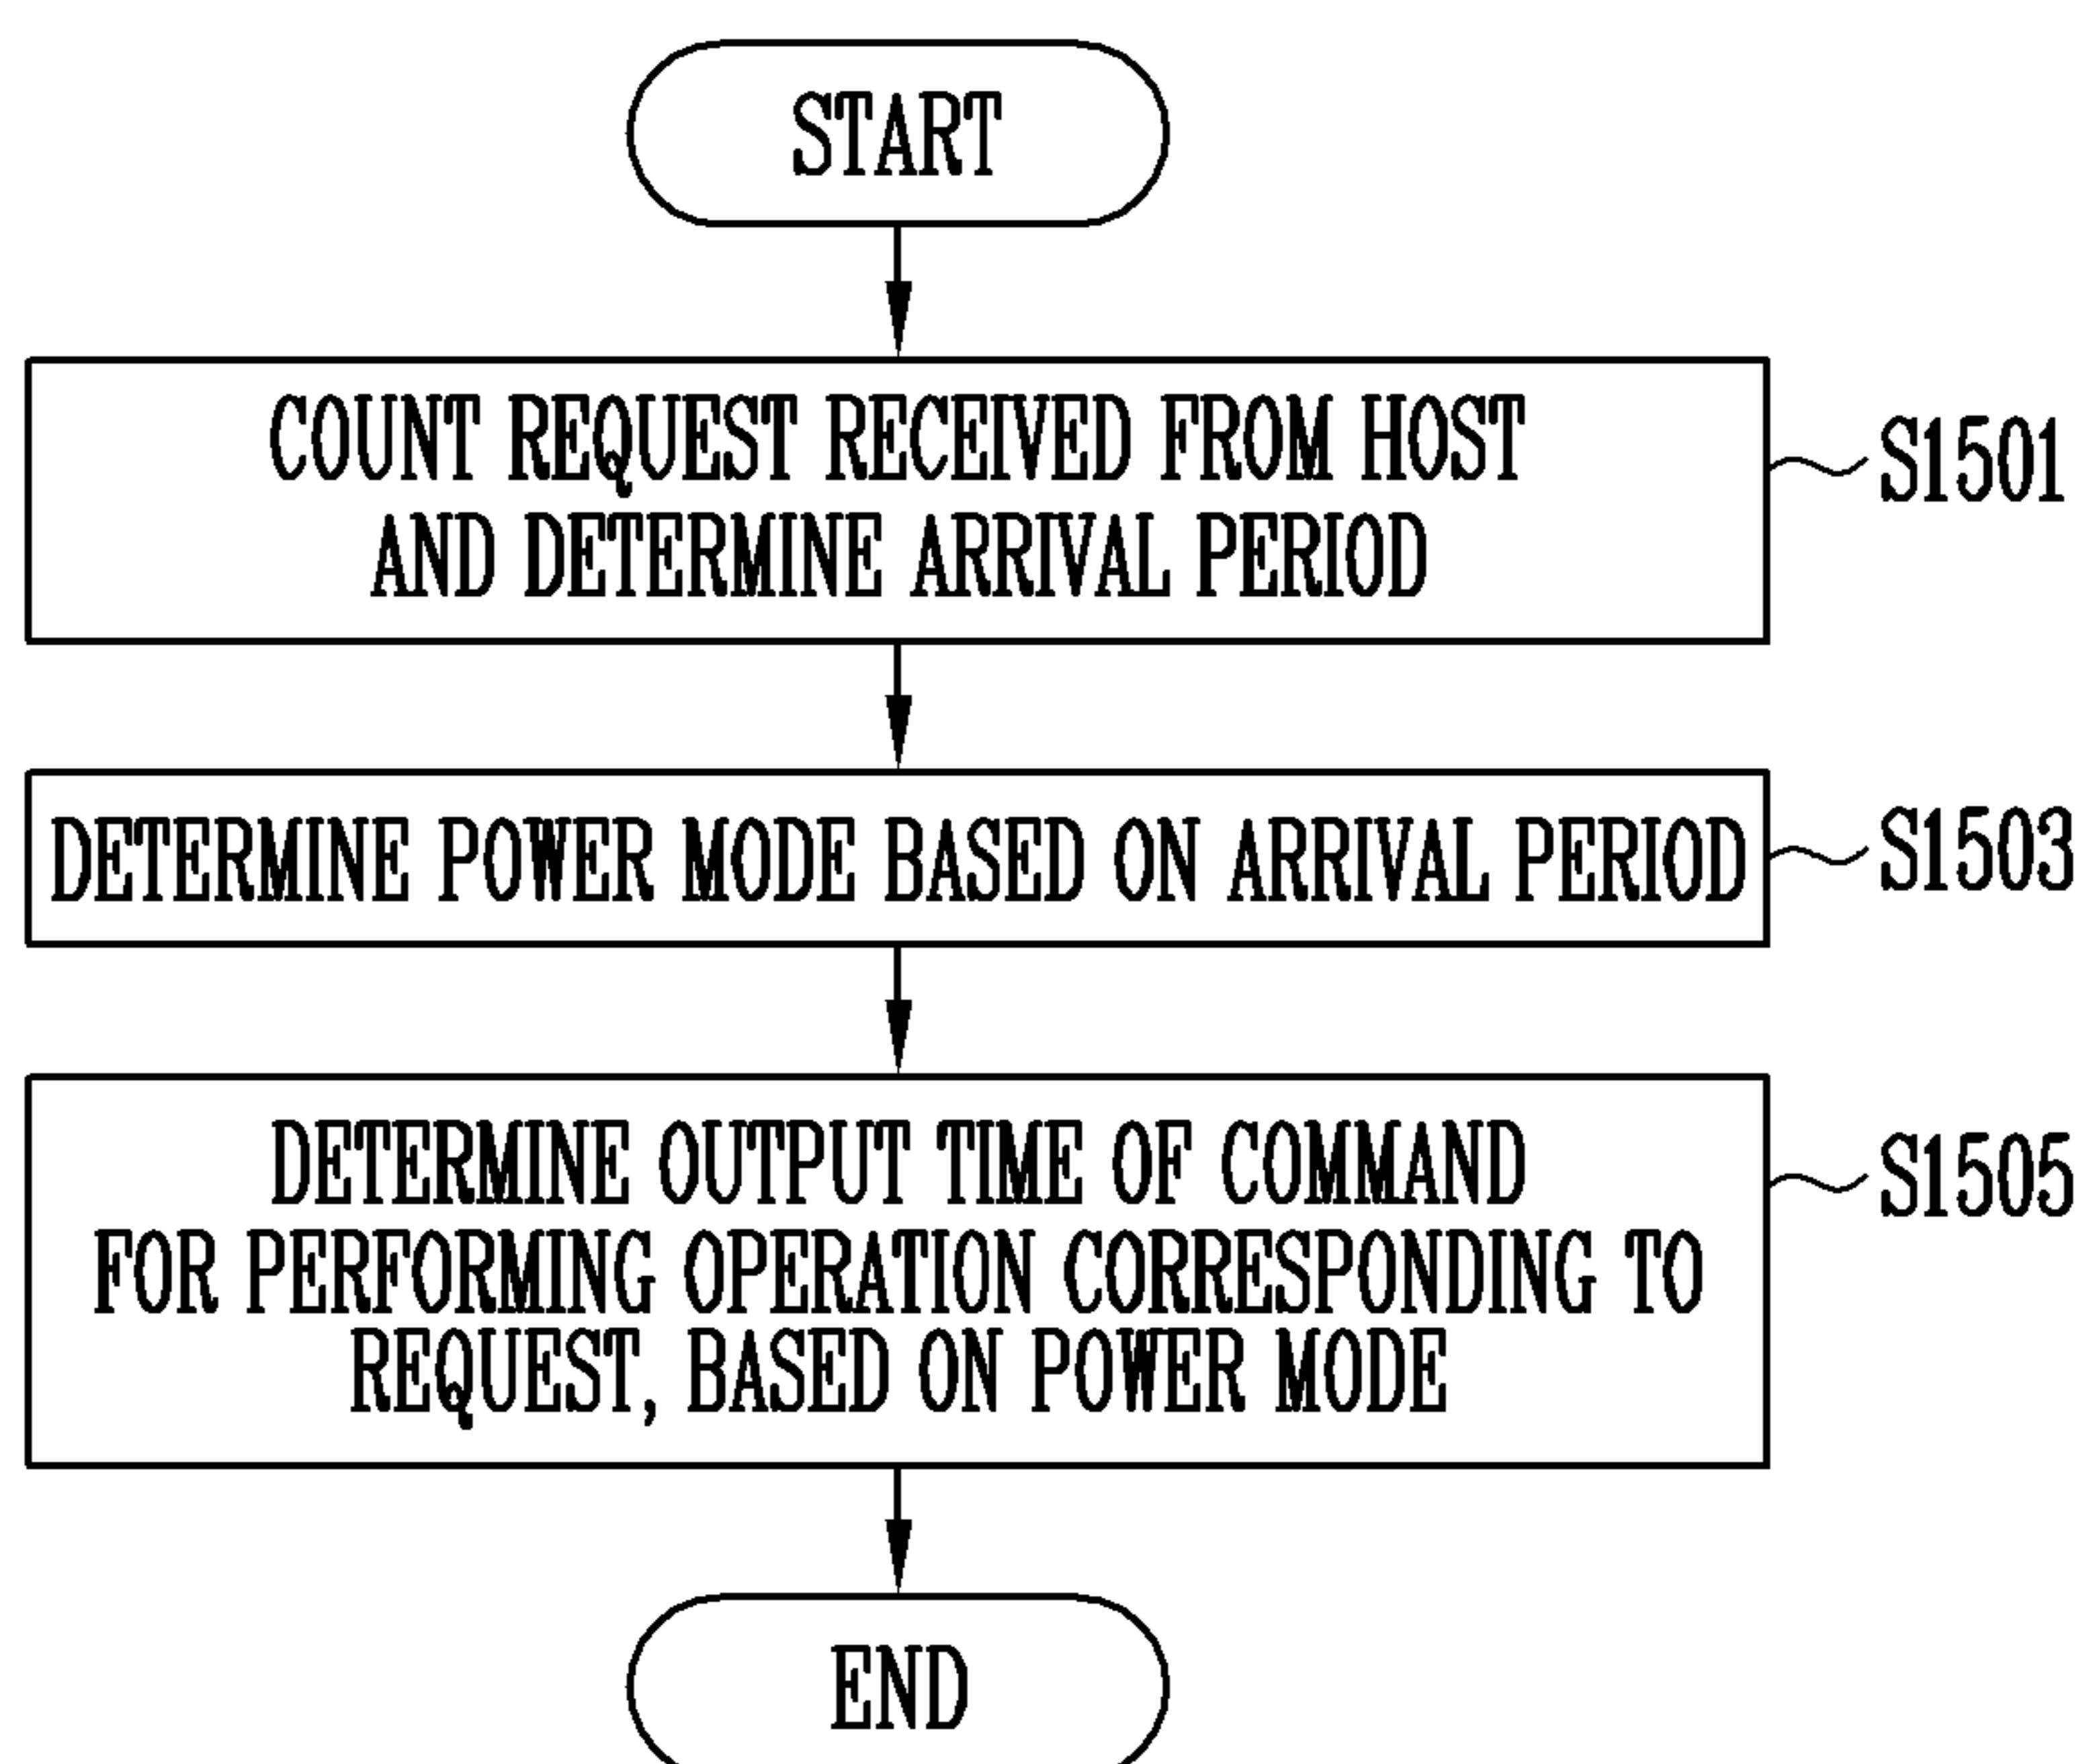 START
COUNT REQUEST RECEIVED FROM HOST
AND DETERMINE ARRIVAL PERIOD
S1501
DETERMINE POWER MODE BASED ON ARRIVAL PERIOD
S1503
DETERMINE OUTPUT TIME OF COMMAND
FOR PERFORMING OPERATION CORRESPONDING TO
REQUEST, BASED ON POWER MODE
S1505
END